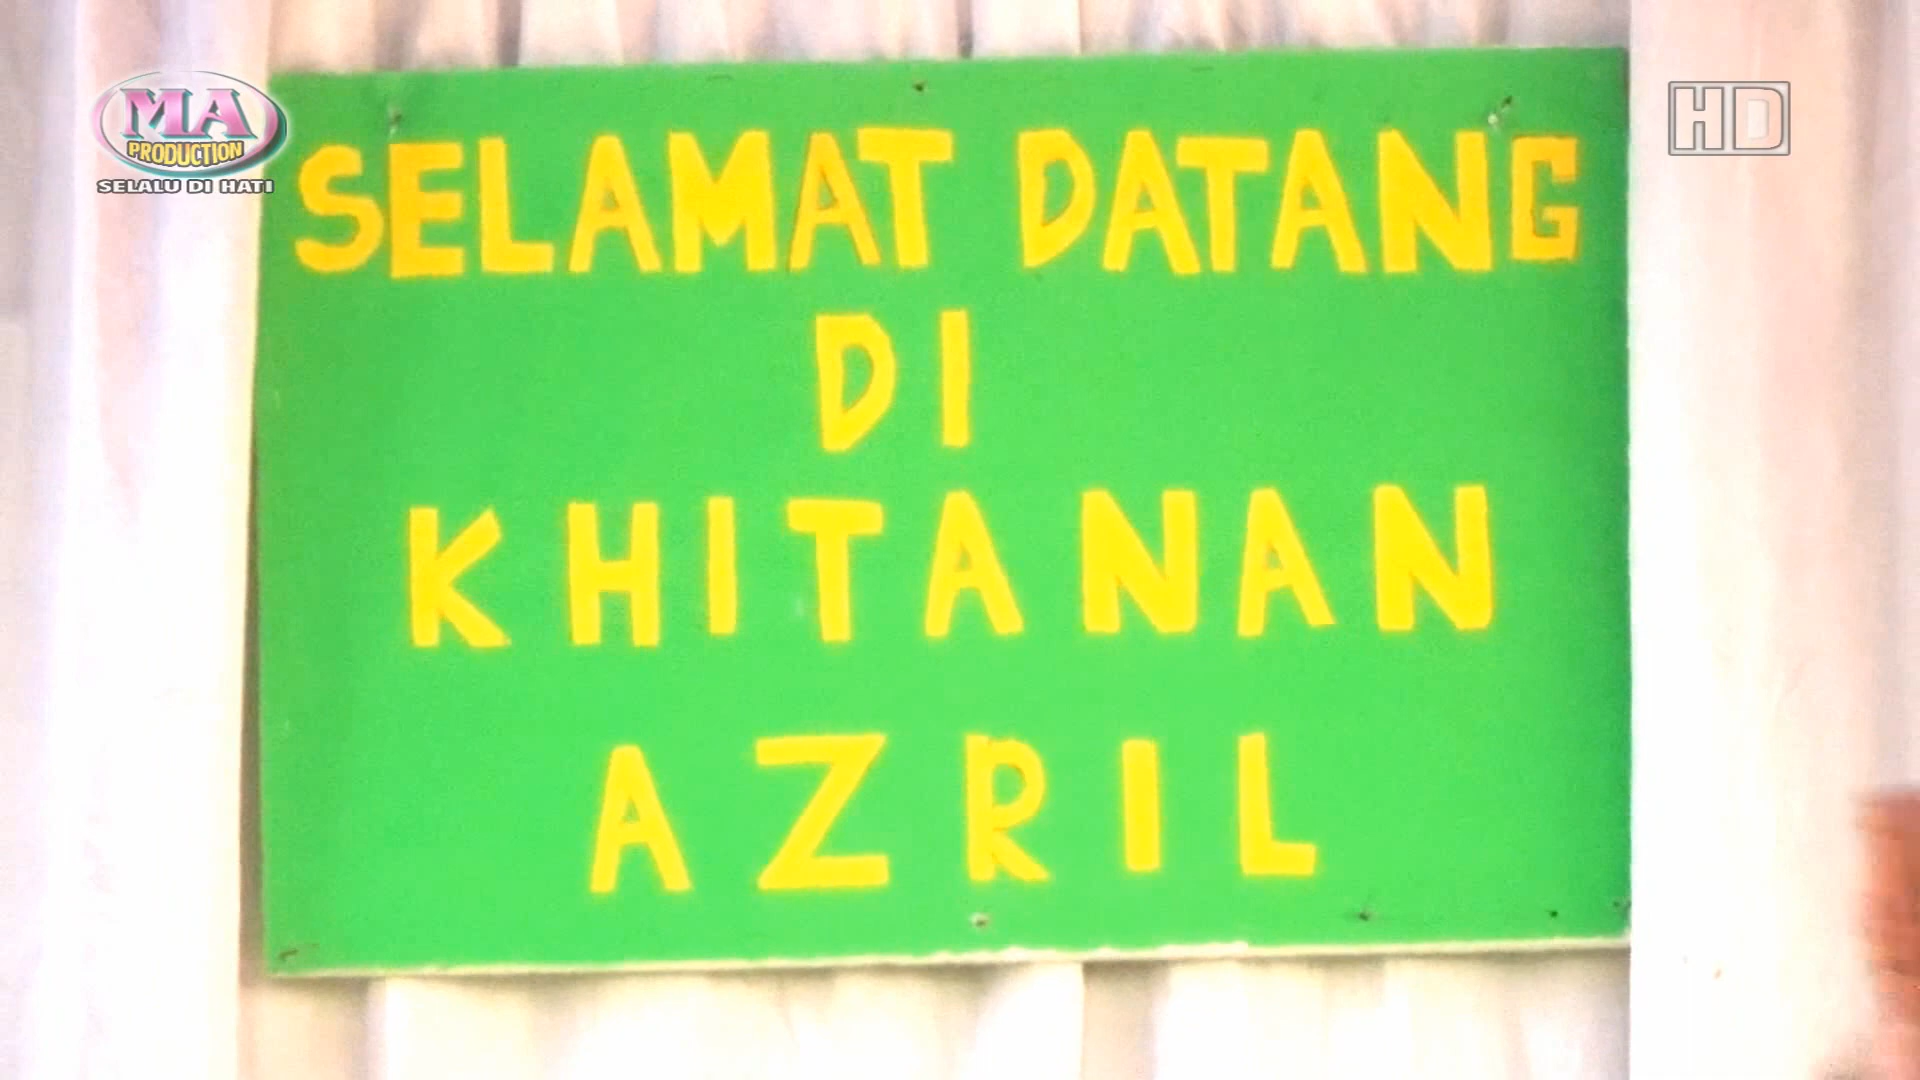 MA
PRODUCTION
SELALU DI HATI
HD
SELAMAT DATANG
DI
KHITANAN
AZRIL